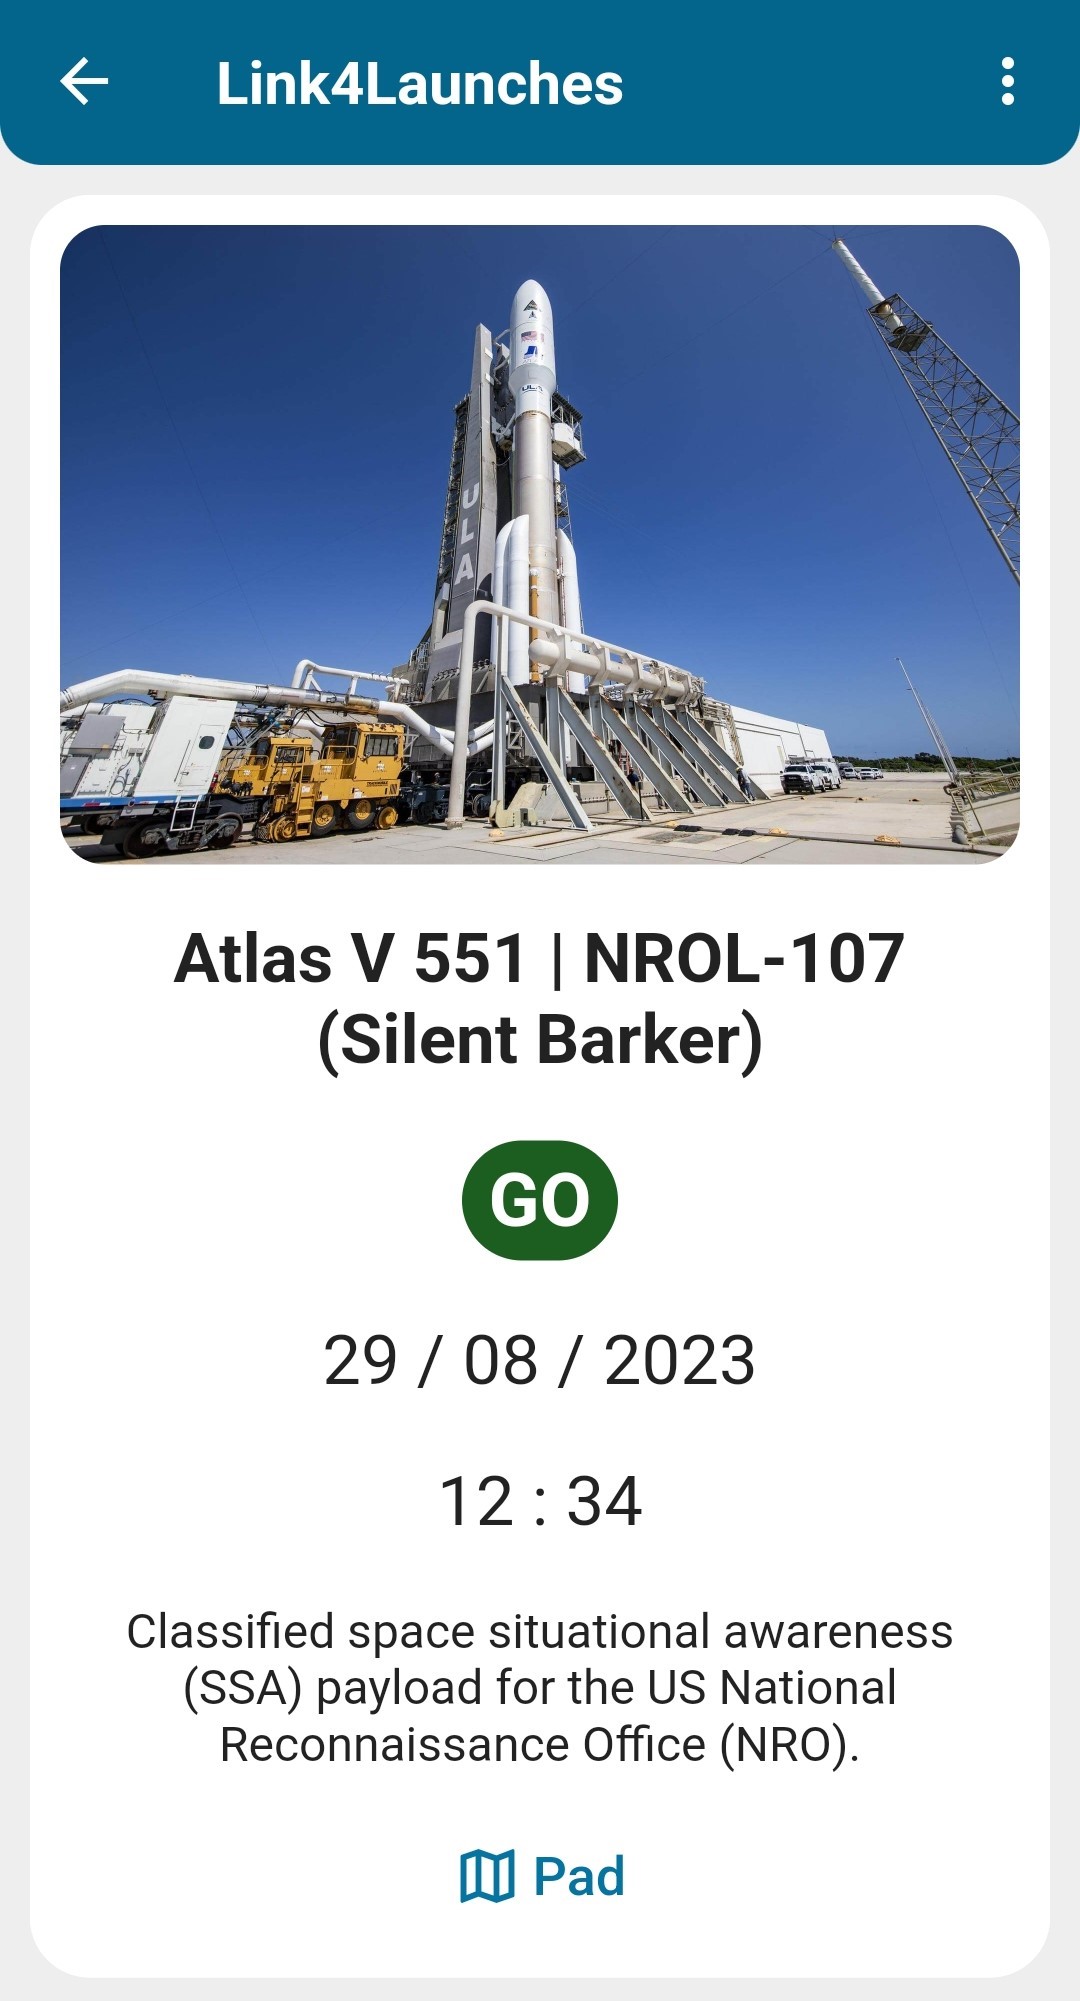 Link4Launches
ULA
ULA
Atlas V 551 | NROL-107
(Silent Barker)
GO
29 / 08 / 2023
12 : 34
Classified space situational awareness
(SSA) payload for the US National
Reconnaissance Office (NRO).
Pad